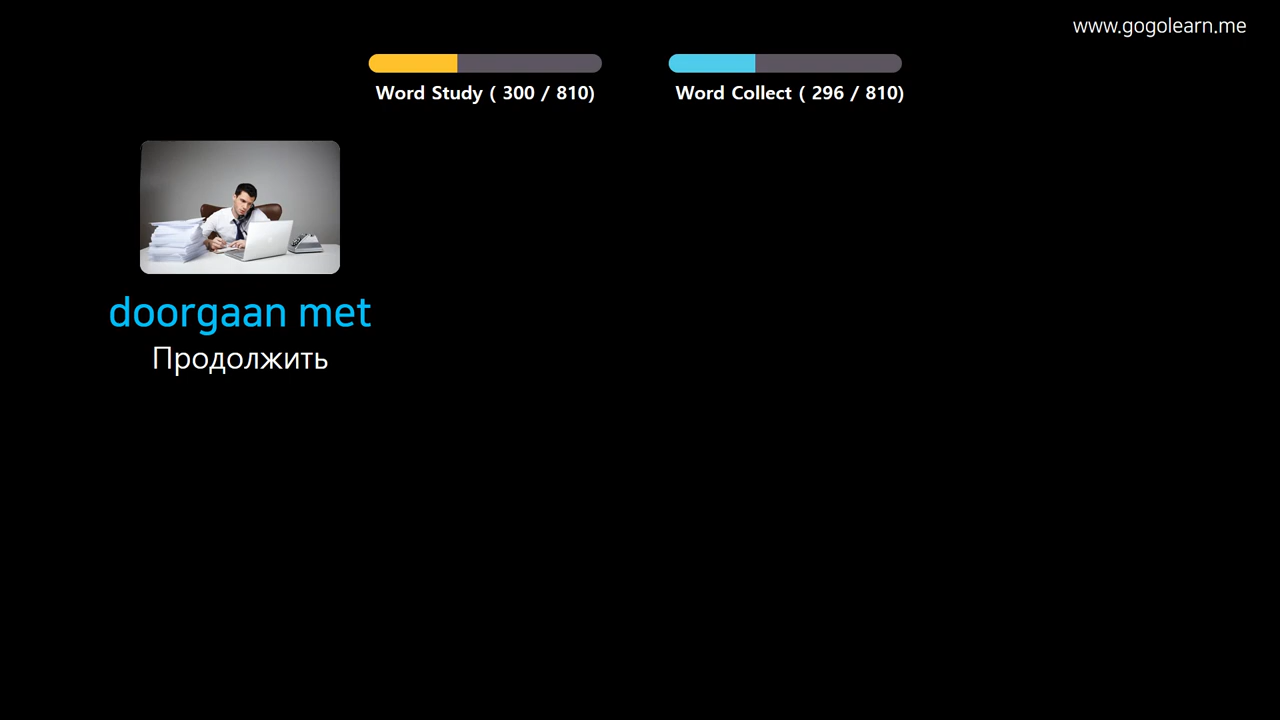 www.gogolearn.me
Word Study ( 300 / 810)
Word Collect ( 296 / 810)
doorgaan met
Продолжить